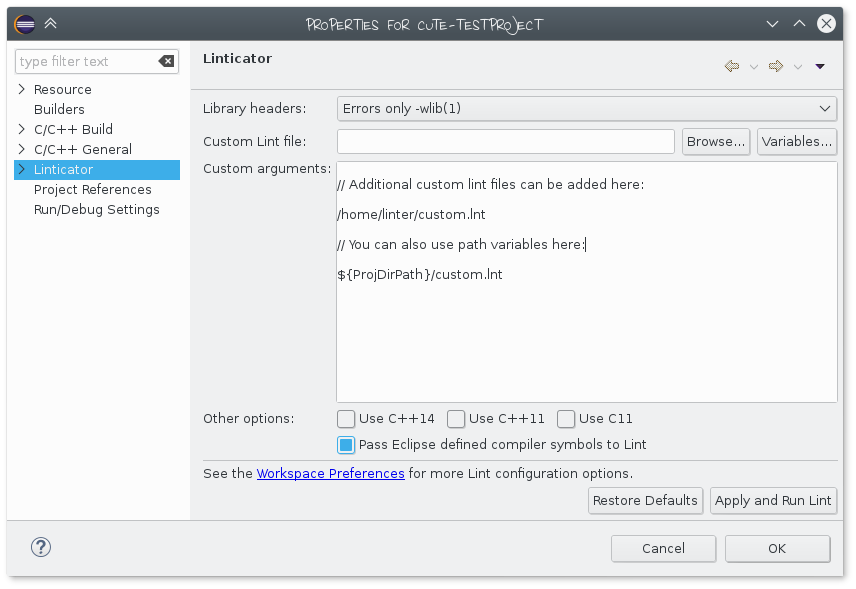 PROPERTIES FOR CUTE-TESTPROJECT
type filter text
Resource
Builders
C/C++ Build
C/C++ General
Linticator
Project References
Run/Debug Settings
Linticator
Library headers: Errors only -wlib(1)
Custom Lint file: Browse... Variables...
Custom arguments:
// Additional custom lint files can be added here:
/home/linter/custom.lnt
// You can also use path variables here:
${ProjDirPath}/custom.lnt
Other options: Use C++14 Use C++11 Use C11
Pass Eclipse defined compiler symbols to Lint
See the Workspace Preferences for more Lint configuration options.
Restore Defaults Apply and Run Lint
? Cancel OK